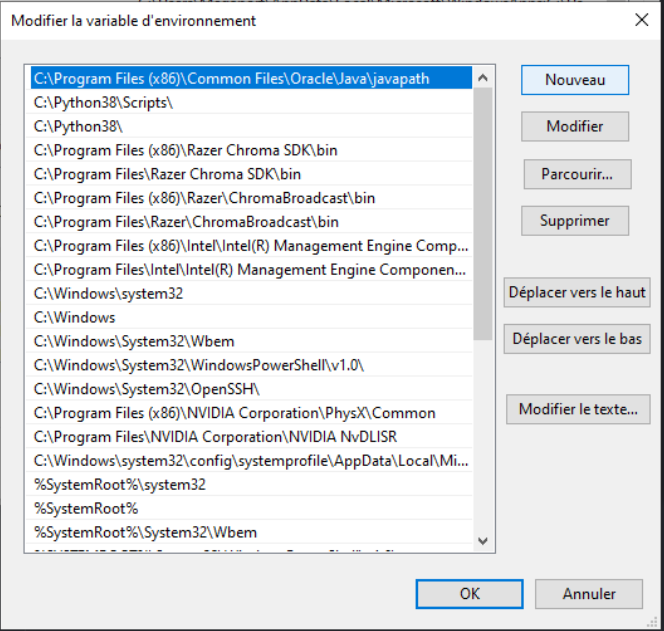 Modifier la variable d'environnement
C:\Program Files (x86)\Common Files\Oracle\Java\javapath
C:\Python38\Scripts\
C:\Python38\
C:\Program Files (x86)\Razer Chroma SDK\bin
C:\Program Files\Razer Chroma SDK\bin
C:\Program Files (x86)\Razer\ChromaBroadcast\bin
C:\Program Files\Razer\ChromaBroadcast\bin
C:\Program Files (x86)\Intel\Intel(R) Management Engine Comp...
C:\Program Files\Intel\Intel(R) Management Engine Componen...
C:\Windows\system32
C:\Windows
C:\Windows\System32\Wbem
C:\Windows\System32\WindowsPowerShell\v1.0\
C:\Windows\System32\OpenSSH\
C:\Program Files (x86)\NVIDIA Corporation\PhysX\Common
C:\Program Files\NVIDIA Corporation\NVIDIA NvDLISR
C:\Windows\system32\config\systemprofile\AppData\Local\Mi...
%SystemRoot%\system32
%SystemRoot%
%SystemRoot%\System32\Wbem
Nouveau
Modifier
Parcourir...
Supprimer
Déplacer vers le haut
Déplacer vers le bas
Modifier le texte...
OK
Annuler